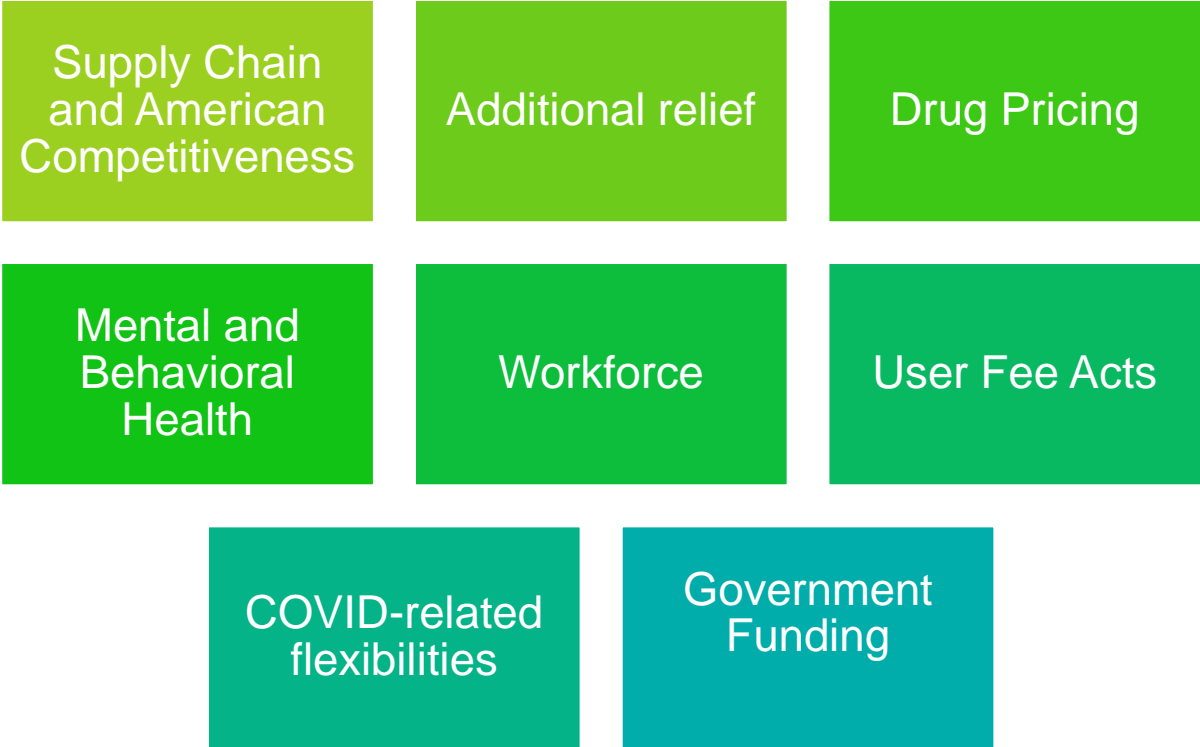 Supply Chain
and American
Competitiveness
Additional relief
Drug Pricing
Mental and
Behavioral
Health
Workforce
User Fee Acts
COVID-related
flexibilities
Government
Funding